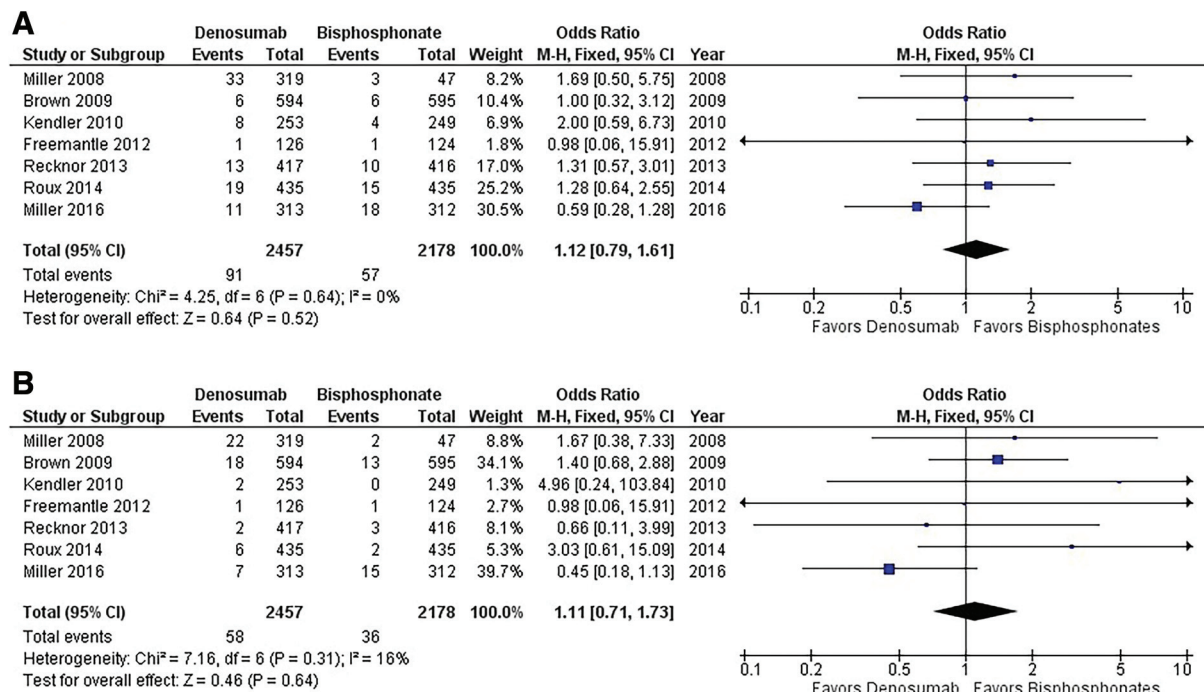 A
Denosumab Bisphosphonate Odds Ratio Odds Ratio
Study or Subgroup Events Total Events Total Weight M-H, Fixed, 95% CI Year M-H, Fixed, 95% CI
Miller 2008 33 319 3 47 8.2% 1.69 [0.50, 5.75] 2008
Brown 2009 6 594 6 595 10.4% 1.00 [0.32, 3.12] 2009
Kendler 2010 8 253 4 249 6.9% 2.00 [0.59, 6.73] 2010
Freemantle 2012 1 126 1 124 1.8% 0.98 [0.06, 15.91] 2012
Recknor 2013 13 417 10 416 17.0% 1.31 [0.57, 3.01] 2013
Roux 2014 19 435 15 435 25.2% 1.28 [0.64, 2.55] 2014
Miller 2016 11 313 18 312 30.5% 0.59 [0.28, 1.28] 2016
Total (95% CI) 2457 2178 100.0% 1.12 [0.79, 1.61]
Total events 91 57
Heterogeneity: Chi² = 4.25, df = 6 (P = 0.64); I² = 0%
Test for overall effect: Z = 0.64 (P = 0.52)
0.1 0.2 0.5 1 2 5 10
Favors Denosumab Favors Bisphosphonates
B
Denosumab Bisphosphonate Odds Ratio Odds Ratio
Study or Subgroup Events Total Events Total Weight M-H, Fixed, 95% CI Year M-H, Fixed, 95% CI
Miller 2008 22 319 2 47 8.8% 1.67 [0.38, 7.33] 2008
Brown 2009 18 594 13 595 34.1% 1.40 [0.68, 2.88] 2009
Kendler 2010 2 253 0 249 1.3% 4.96 [0.24, 103.84] 2010
Freemantle 2012 1 126 1 124 2.7% 0.98 [0.06, 15.91] 2012
Recknor 2013 2 417 3 416 8.1% 0.66 [0.11, 3.99] 2013
Roux 2014 6 435 2 435 5.3% 3.03 [0.61, 15.09] 2014
Miller 2016 7 313 15 312 39.7% 0.45 [0.18, 1.13] 2016
Total (95% CI) 2457 2178 100.0% 1.11 [0.71, 1.73]
Total events 58 36
Heterogeneity: Chi² = 7.16, df = 6 (P = 0.31); I² = 16%
Test for overall effect: Z = 0.46 (P = 0.64)
0.1 0.2 0.5 1 2 5 10
Favors Denosumab Favors Bisphosphonates